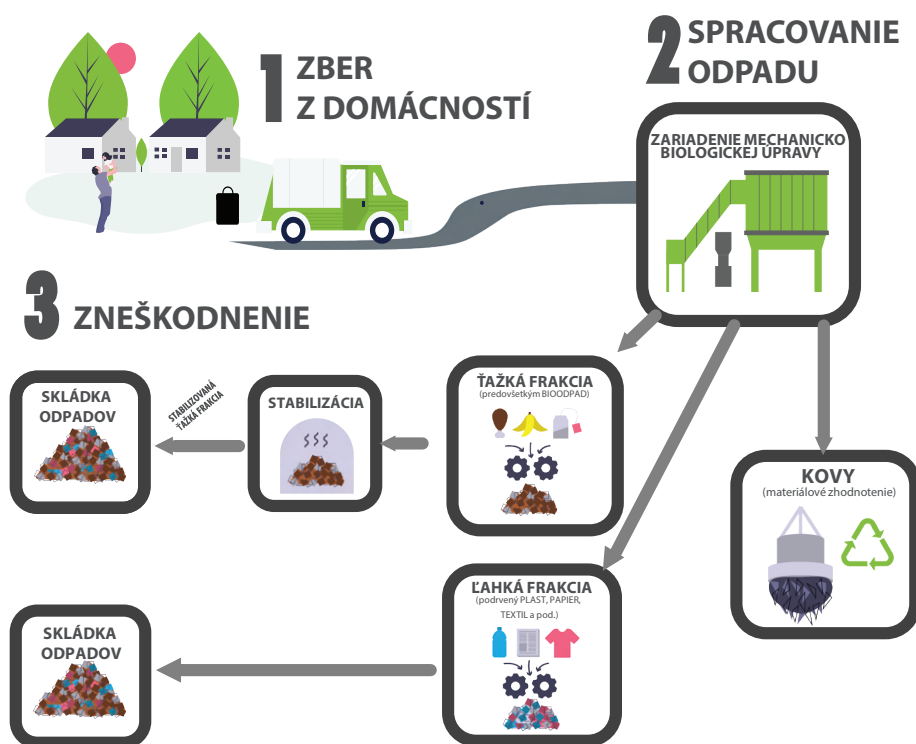 1 ZBER
Z DOMÁCNOSTÍ
2 SPRACOVANIE
ODPADU
ZARIADENIE MECHANICKO
BIOLOGICKEJ ÚPRAVY
3 ZNEŠKODNENIE
SKLÁDKA
ODPADOV
STABILIZOVANÁ
ŤAŽKÁ FRAKCIA
STABILIZÁCIA
ŤAŽKÁ FRAKCIA
(predovšetkým BIOODPAD)
KOVY
(materiálové zhodnotenie)
SKLÁDKA
ODPADOV
ĽAHKÁ FRAKCIA
(podrvený PLAST, PAPIER,
TEXTIL a pod.)